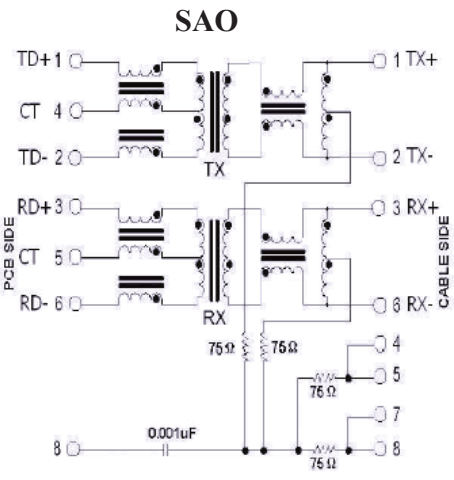 SAO
TD+ 1
1 TX+
CT 4
TD- 2
2 TX-
TX
RD+ 3
3 RX+
PCB SIDE
CT 5
CABLE SIDE
RD- 6
6 RX-
RX
75Ω 75Ω
4
5
75Ω
7
0.001uF
8
8
75Ω